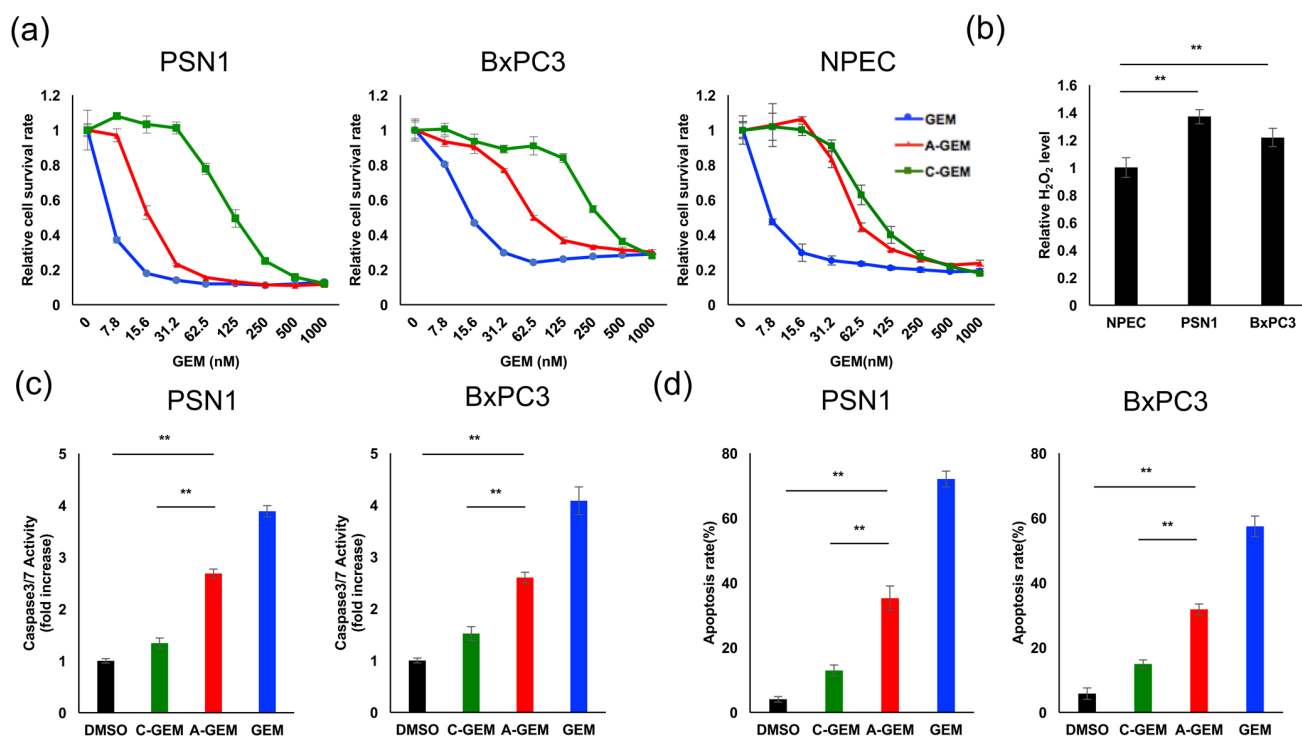 (a)
PSN1
BxPC3
NPEC
(b)
Relative cell survival rate
1.2
1
0.8
0.6
0.4
0.2
0
0
7.8
15.6
31.2
62.5
125
250
500
1000
GEM (nM)
Relative cell survival rate
1.2
1
0.8
0.6
0.4
0.2
0
0
7.8
15.6
31.2
62.5
125
250
500
1000
GEM (nM)
Relative cell survival rate
1.2
1
0.8
0.6
0.4
0.2
0
0
7.8
15.6
31.2
62.5
125
250
500
1000
GEM(nM)
GEM
A-GEM
C-GEM
Relative H₂O₂ level
1.6
1.4
1.2
1.0
0.8
0.6
0.4
0.2
0
**
**
NPEC PSN1 BxPC3
(c)
PSN1
BxPC3
Caspase3/7 Activity
(fold increase)
5
4
3
2
1
0
**
**
DMSO C-GEM A-GEM GEM
Caspase3/7 Activity
(fold increase)
5
4
3
2
1
0
**
**
DMSO C-GEM A-GEM GEM
(d)
PSN1
BxPC3
Apoptosis rate(%)
80
60
40
20
0
**
**
DMSO C-GEM A-GEM GEM
Apoptosis rate(%)
80
60
40
20
0
**
**
DMSO C-GEM A-GEM GEM